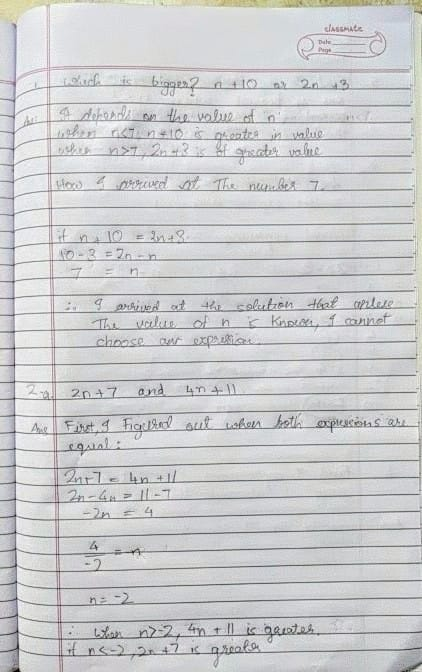 classmate
Date
Page
1. Which is bigger? n+10 or 2n+3
Ans: It depends on the value of n
when n<7, n+10 is greater in value
when n>7, 2n+3 is of greater value
How I arrived at The number 7.
if n+10 = 2n+3
10-3 = 2n-n
7 = n
∴ I arrived at the solution that
The value of n is known, I cannot
choose an expression.
2 a. 2n+7 and 4n+11
Ans First, I Figured out when both expressions are
equal:
2n+7 = 4n+11
2n-4n = 11-7
-2n = 4
4/-2 = n
n = -2
∴ when n>-2, 4n+11 is greater.
if n<-2, 2n+7 is greater